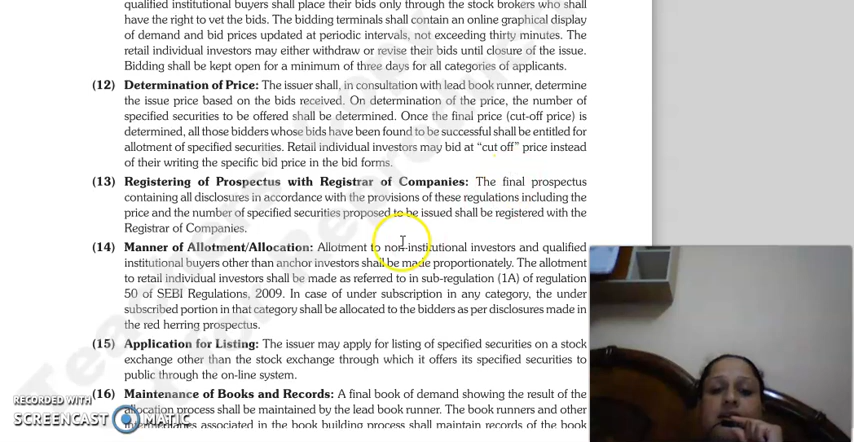 qualified institutional buyers shall place their bids only through the stock brokers who shall
have the right to vet the bids. The bidding terminals shall contain an online graphical display
of demand and bid prices updated at periodic intervals, not exceeding thirty minutes. The
retail individual investors may either withdraw or revise their bids until closure of the issue.
Bidding shall be kept open for a minimum of three days for all categories of applicants.
(12) Determination of Price: The issuer shall, in consultation with lead book runner, determine
the issue price based on the bids received. On determination of the price, the number of
specified securities to be offered shall be determined. Once the final price (cut-off price) is
determined, all those bidders whose bids have been found to be successful shall be entitled for
allotment of specified securities. Retail individual investors may bid at “cut off” price instead
of their writing the specific bid price in the bid forms.
(13) Registering of Prospectus with Registrar of Companies: The final prospectus
containing all disclosures in accordance with the provisions of these regulations including the
price and the number of specified securities proposed to be issued shall be registered with the
Registrar of Companies.
(14) Manner of Allotment/Allocation: Allotment to non-institutional investors and qualified
institutional buyers other than anchor investors shall be made proportionately. The allotment
to retail individual investors shall be made as referred to in sub-regulation (1A) of regulation
50 of SEBI Regulations, 2009. In case of under subscription in any category, the under
subscribed portion in that category shall be allocated to the bidders as per disclosures made in
the red herring prospectus.
(15) Application for Listing: The issuer may apply for listing of specified securities on a stock
exchange other than the stock exchange through which it offers its specified securities to
public through the on-line system.
(16) Maintenance of Books and Records: A final book of demand showing the result of the
allocation process shall be maintained by the lead book runner. The book runners and other
intermediaries associated in the book building process shall maintain records of the book
RECORDED WITH
SCREENCAST MATIC